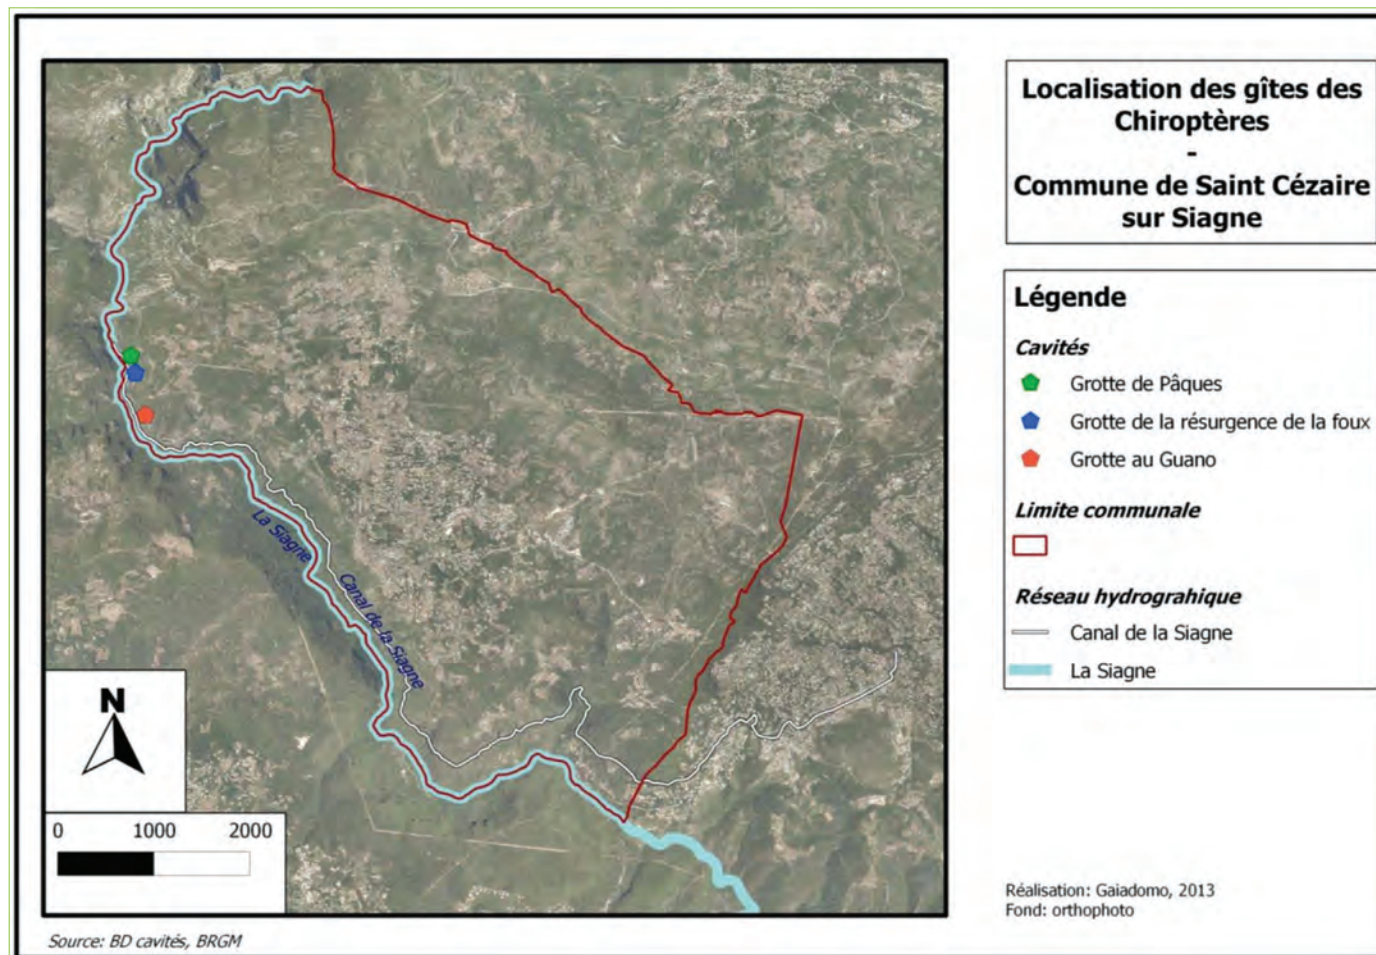 Localisation des gîtes des
Chiroptères
-
Commune de Saint Cézaire
sur Siagne
Légende
Cavités
Grotte de Pâques
Grotte de la résurgence de la foux
Grotte au Guano
Limite communale
Réseau hydrograhique
Canal de la Siagne
La Siagne
La Siagne
Canal de la Siagne
N
0 1000 2000
Réalisation: Gaiadomo, 2013
Fond: orthophoto
Source: BD cavités, BRGM